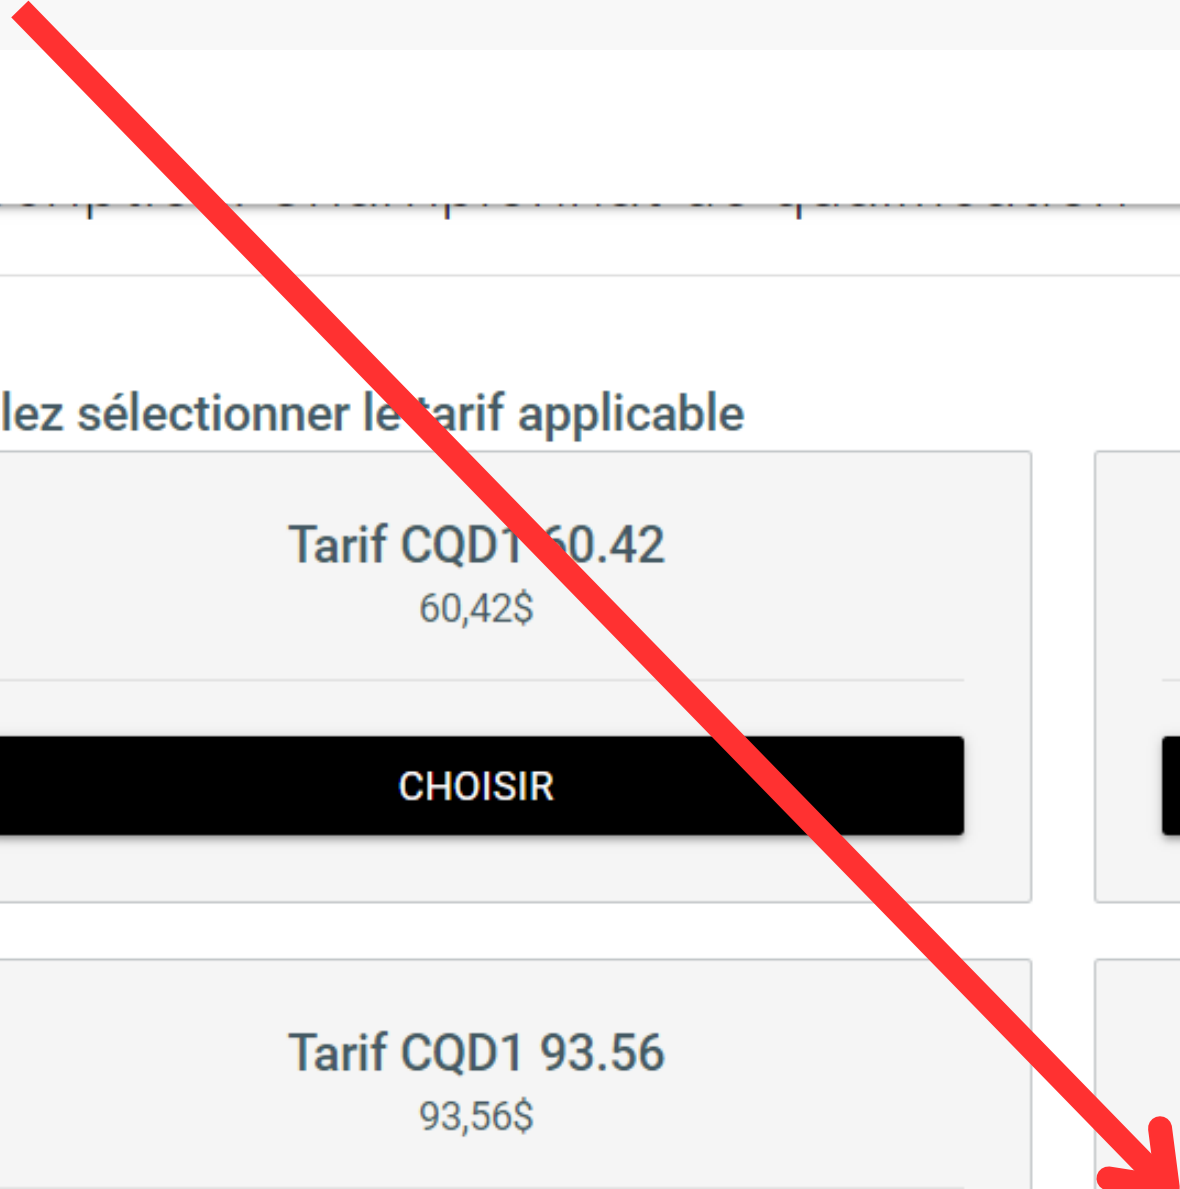 lez sélectionner le tarif applicable
Tarif CQD1 60.42
60,42$
CHOISIR
Tarif CQD1 93.56
93,56$